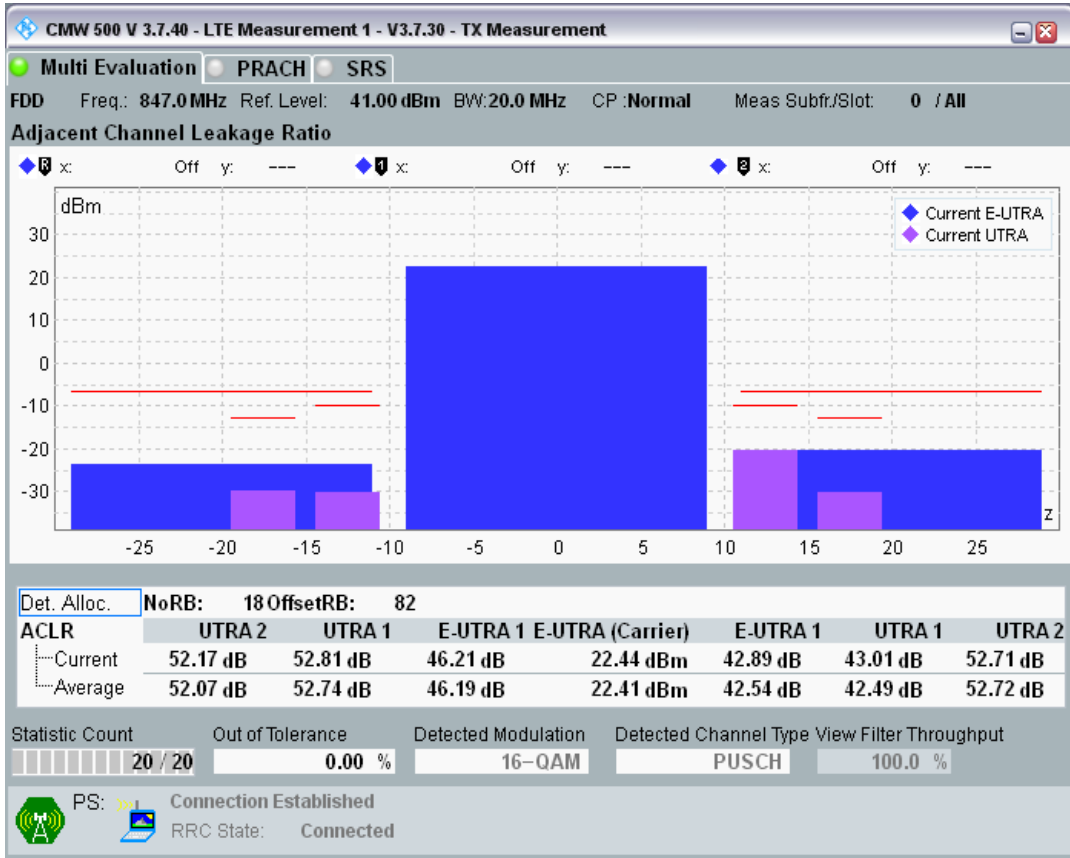 CMW 500 V 3.7.40 - LTE Measurement 1 - V3.7.30 - TX Measurement
Multi Evaluation PRACH SRS
FDD Freq.: 847.0 MHz Ref. Level: 41.00 dBm BW: 20.0 MHz CP : Normal Meas Subfr./Slot: 0 / All
Adjacent Channel Leakage Ratio
R x: Off y: --- 1 x: Off y: --- 2 x: Off y: ---
dBm
Current E-UTRA
Current UTRA
30
20
10
0
-10
-20
-30
z
-25 -20 -15 -10 -5 0 5 10 15 20 25
Det. Alloc. NoRB: 18 OffsetRB: 82
ACLR UTRA 2 UTRA 1 E-UTRA 1 E-UTRA (Carrier) E-UTRA 1 UTRA 1 UTRA 2
Current 52.17 dB 52.81 dB 46.21 dB 22.44 dBm 42.89 dB 43.01 dB 52.71 dB
Average 52.07 dB 52.74 dB 46.19 dB 22.41 dBm 42.54 dB 42.49 dB 52.72 dB
Statistic Count Out of Tolerance Detected Modulation Detected Channel Type View Filter Throughput
20 / 20 0.00 % 16-QAM PUSCH 100.0 %
PS: Connection Established
RRC State: Connected